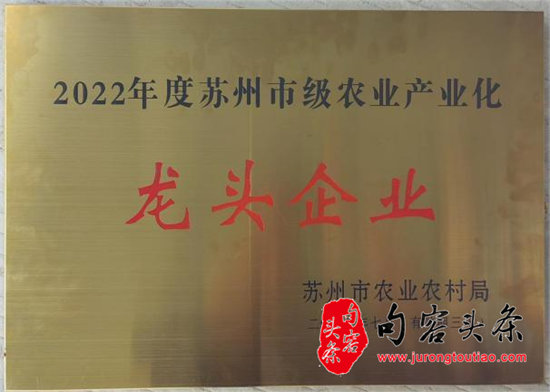 2022年度苏州市级农业产业化
龙头企业
苏州市农业农村局
句容头条
句容头条
www.jurongtoutiao.com